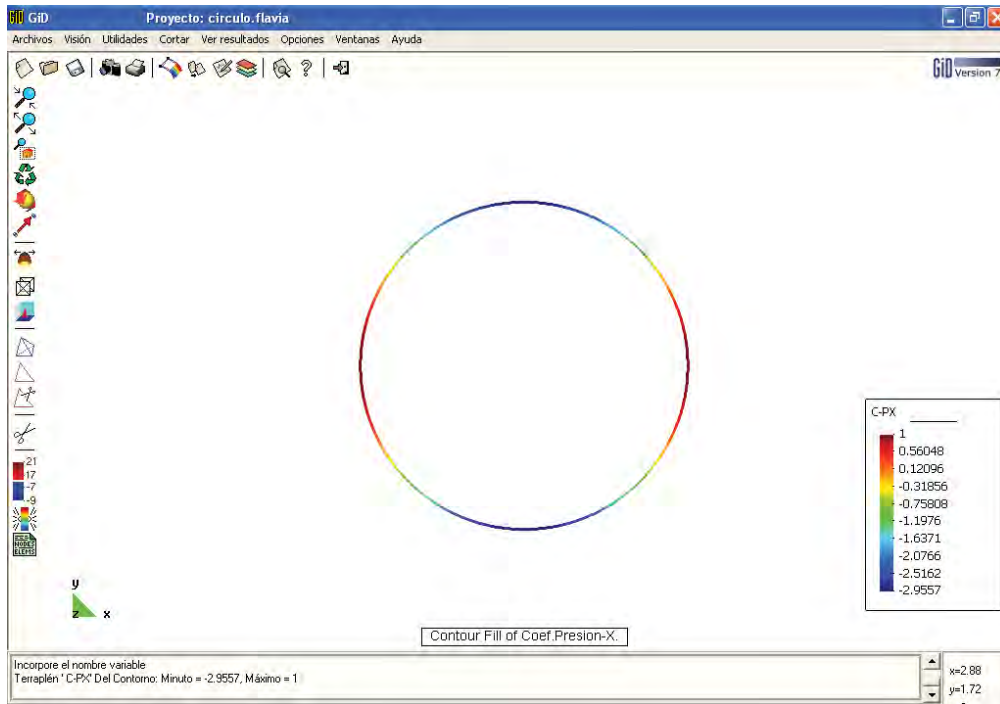 GiD Proyecto: circulo.flavia
Archivos Visión Utilidades Cortar Ver resultados Opciones Ventanas Ayuda
GiD Version 7
21
17
-7
-9
C-PX
1
0.56048
0.12096
-0.31856
-0.75808
-1.1976
-1.6371
-2.0766
-2.5162
-2.9557
y
z x
Contour Fill of Coef.Presion-X.
Incorpore el nombre variable
Terraplén ' C-PX' Del Contorno: Minuto = -2.9557, Máximo = 1
x=2.88
y=1.72